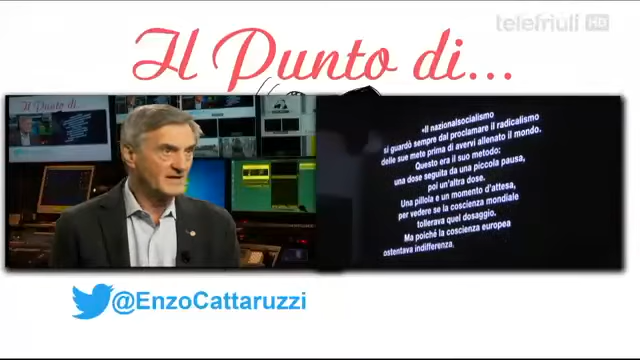 telefriuli HD
Il Punto di...
Il Punto di...
«Il nazionalsocialismo
si guardò sempre dal proclamare il radicalismo
delle sue mete prima di avervi allenato il mondo.
Questo era il suo metodo:
una dose seguita da una piccola pausa,
poi un'altra dose.
Una pillola e un momento d'attesa,
per vedere se la coscienza mondiale
tollerava quel dosaggio.
Ma poiché la coscienza europea
ostentava indifferenza,
@EnzoCattaruzzi